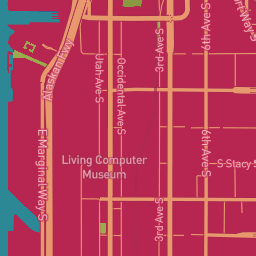 Alaskan Fwy
Utah Ave S
Occidental Ave S
3rd Ave S
4th Ave S
Way S
E Marginal Way S
Living Computer
Museum
6th Ave S
S Stacy
3rd Ave S